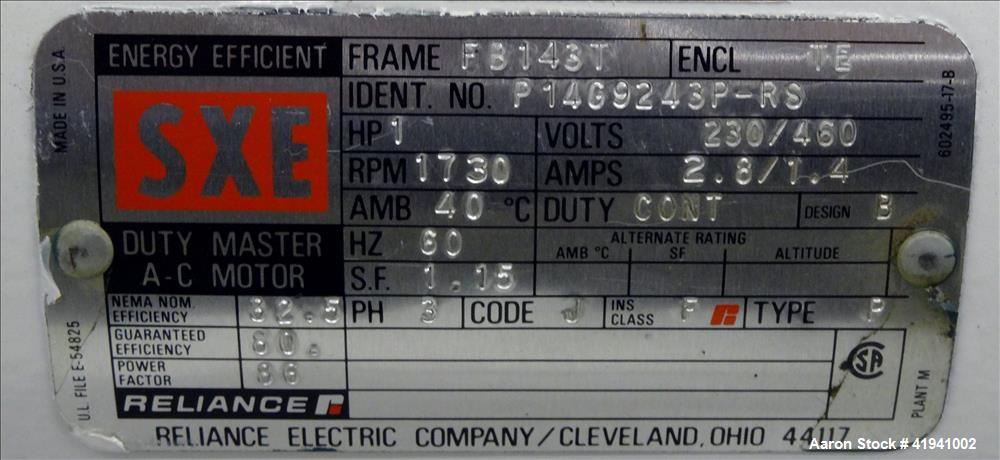 MADE IN U.S.A.
ENERGY EFFICIENT
SXE
DUTY MASTER
A-C MOTOR
FRAME FB143T ENCL TE
IDENT. NO. P14G9243P-RS
HP 1 VOLTS 230/460
RPM 1730 AMPS 2.8/1.4
AMB 40 °C DUTY CONT DESIGN B
HZ 60 ALTERNATE RATING
AMB °C SF ALTITUDE
S.F. 1.15
NEMA NOM. EFFICIENCY 82.5 PH 3 CODE J INS CLASS F R TYPE P
GUARANTEED EFFICIENCY 80.
POWER FACTOR
RELIANCE
RELIANCE ELECTRIC COMPANY/CLEVELAND, OHIO 44117
U.L. FILE E-54825
602495-17-B
CSA
PLANT M
Aaron Stock # 41941002